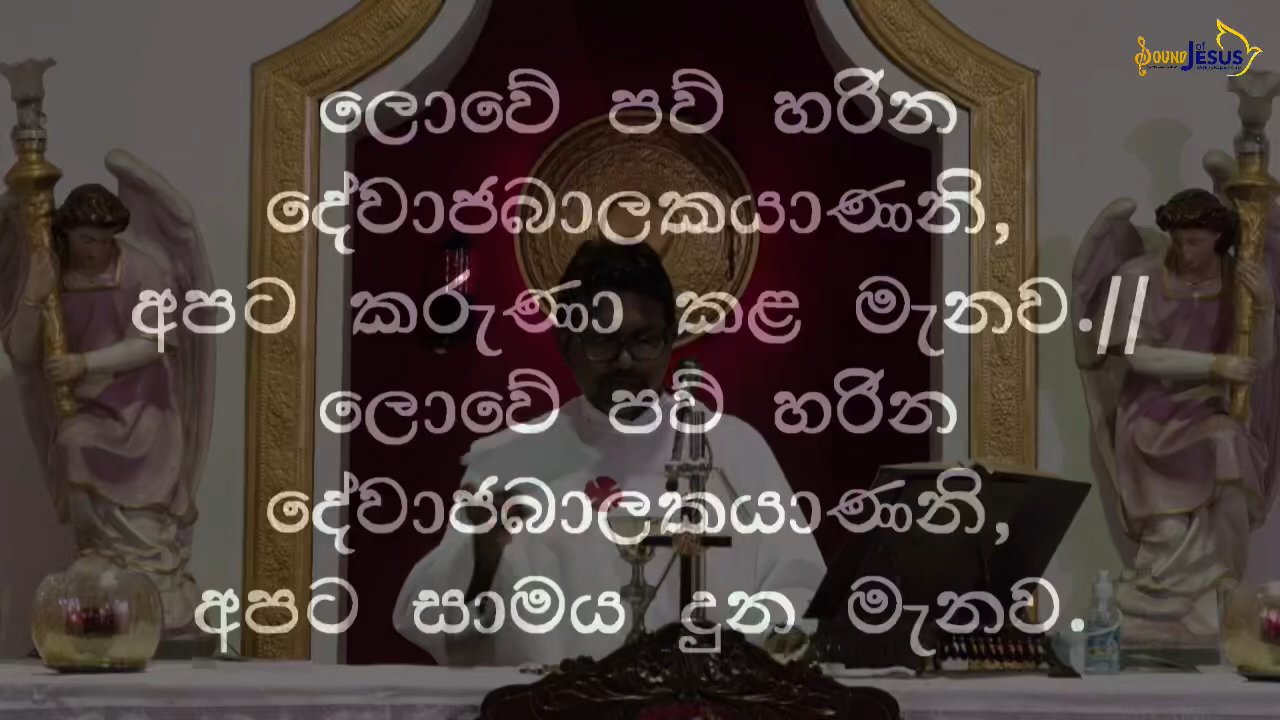 Sound of Jesus
ලොවේ පව් හරින
දේවාජබාලකයාණනි,
අපට කරුණා කළ මැනව.//
ලොවේ පව් හරින
දේවාජබාලකයාණනි,
අපට සාමය දුන මැනව.